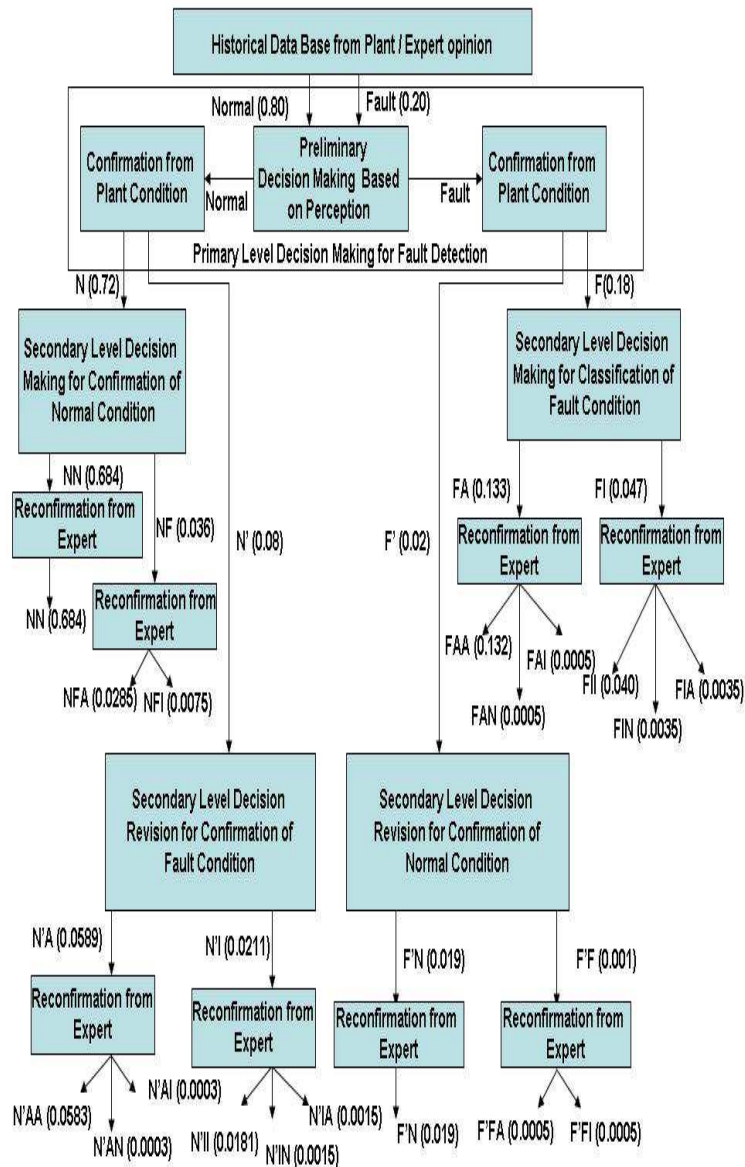 Historical Data Base from Plant / Expert opinion
Normal (0.80)
Fault (0.20)
Confirmation from
Plant Condition
Normal
Preliminary
Decision Making Based
on Perception
Fault
Confirmation from
Plant Condition
Primary Level Decision Making for Fault Detection
N (0.72)
F(0.18)
Secondary Level Decision
Making for Confirmation of
Normal Condition
Secondary Level Decision
Making for Classification of
Fault Condition
NN (0.684)
Reconfirmation from
Expert
NF (0.036)
N' (0.08)
F' (0.02)
FA (0.133)
FI (0.047)
Reconfirmation from
Expert
Reconfirmation from
Expert
NN (0.684)
Reconfirmation from
Expert
NFA (0.0285)
NFI (0.0075)
FAA (0.132)
FAI (0.0005)
FAN (0.0005)
FII (0.040)
FIN (0.0035)
FIA (0.0035)
Secondary Level Decision
Revision for Confirmation of
Fault Condition
Secondary Level Decision
Revision for Confirmation of
Normal Condition
N'A (0.0589)
N'I (0.0211)
F'N (0.019)
F'F (0.001)
Reconfirmation from
Expert
Reconfirmation from
Expert
Reconfirmation from
Expert
Reconfirmation from
Expert
N'AA (0.0583)
N'AN (0.0003)
N'AI (0.0003)
N'II (0.0181)
N'IN (0.0015)
N'IA (0.0015)
F'N (0.019)
F'FA (0.0005)
F'FI (0.0005)